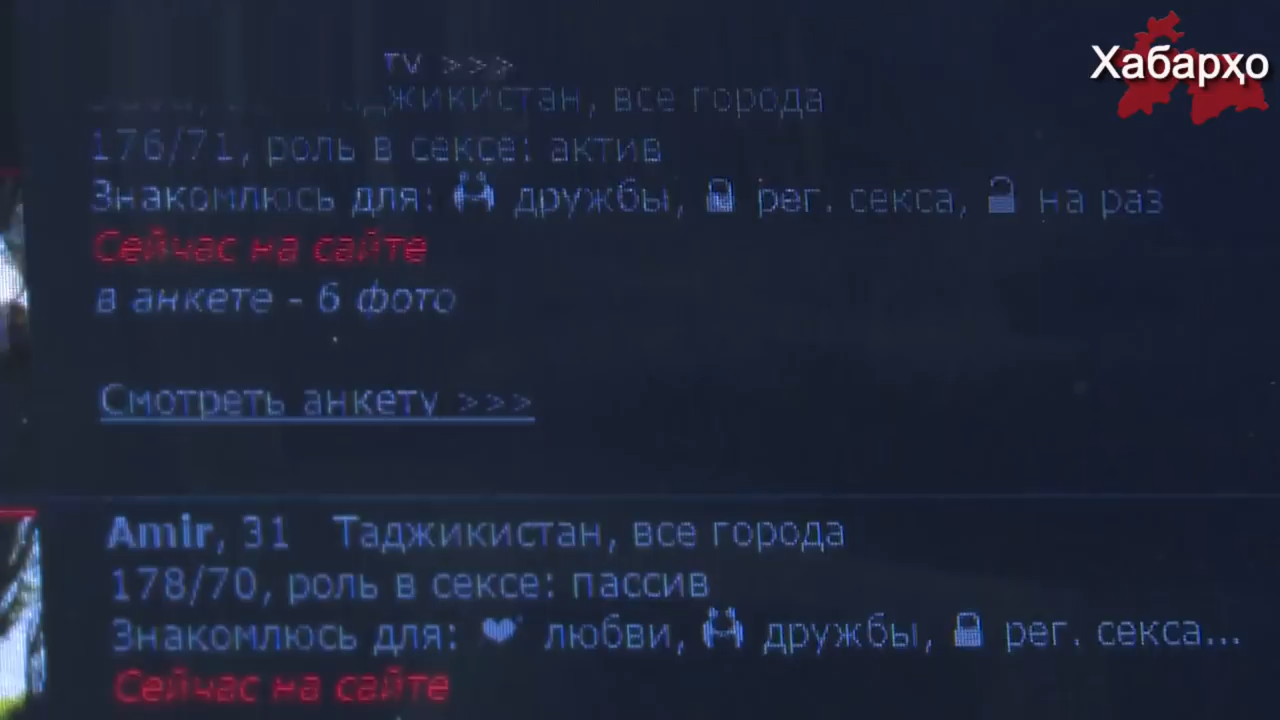 Хабарҳо
TV >>>
Таджикистан, все города
176/71, роль в сексе: актив
Знакомлюсь для: дружбы, рег. секса, на раз
Сейчас на сайте
в анкете - 6 фото
Смотреть анкету >>>
Amir, 31 Таджикистан, все города
178/70, роль в сексе: пассив
Знакомлюсь для: любви, дружбы, рег. секса...
Сейчас на сайте